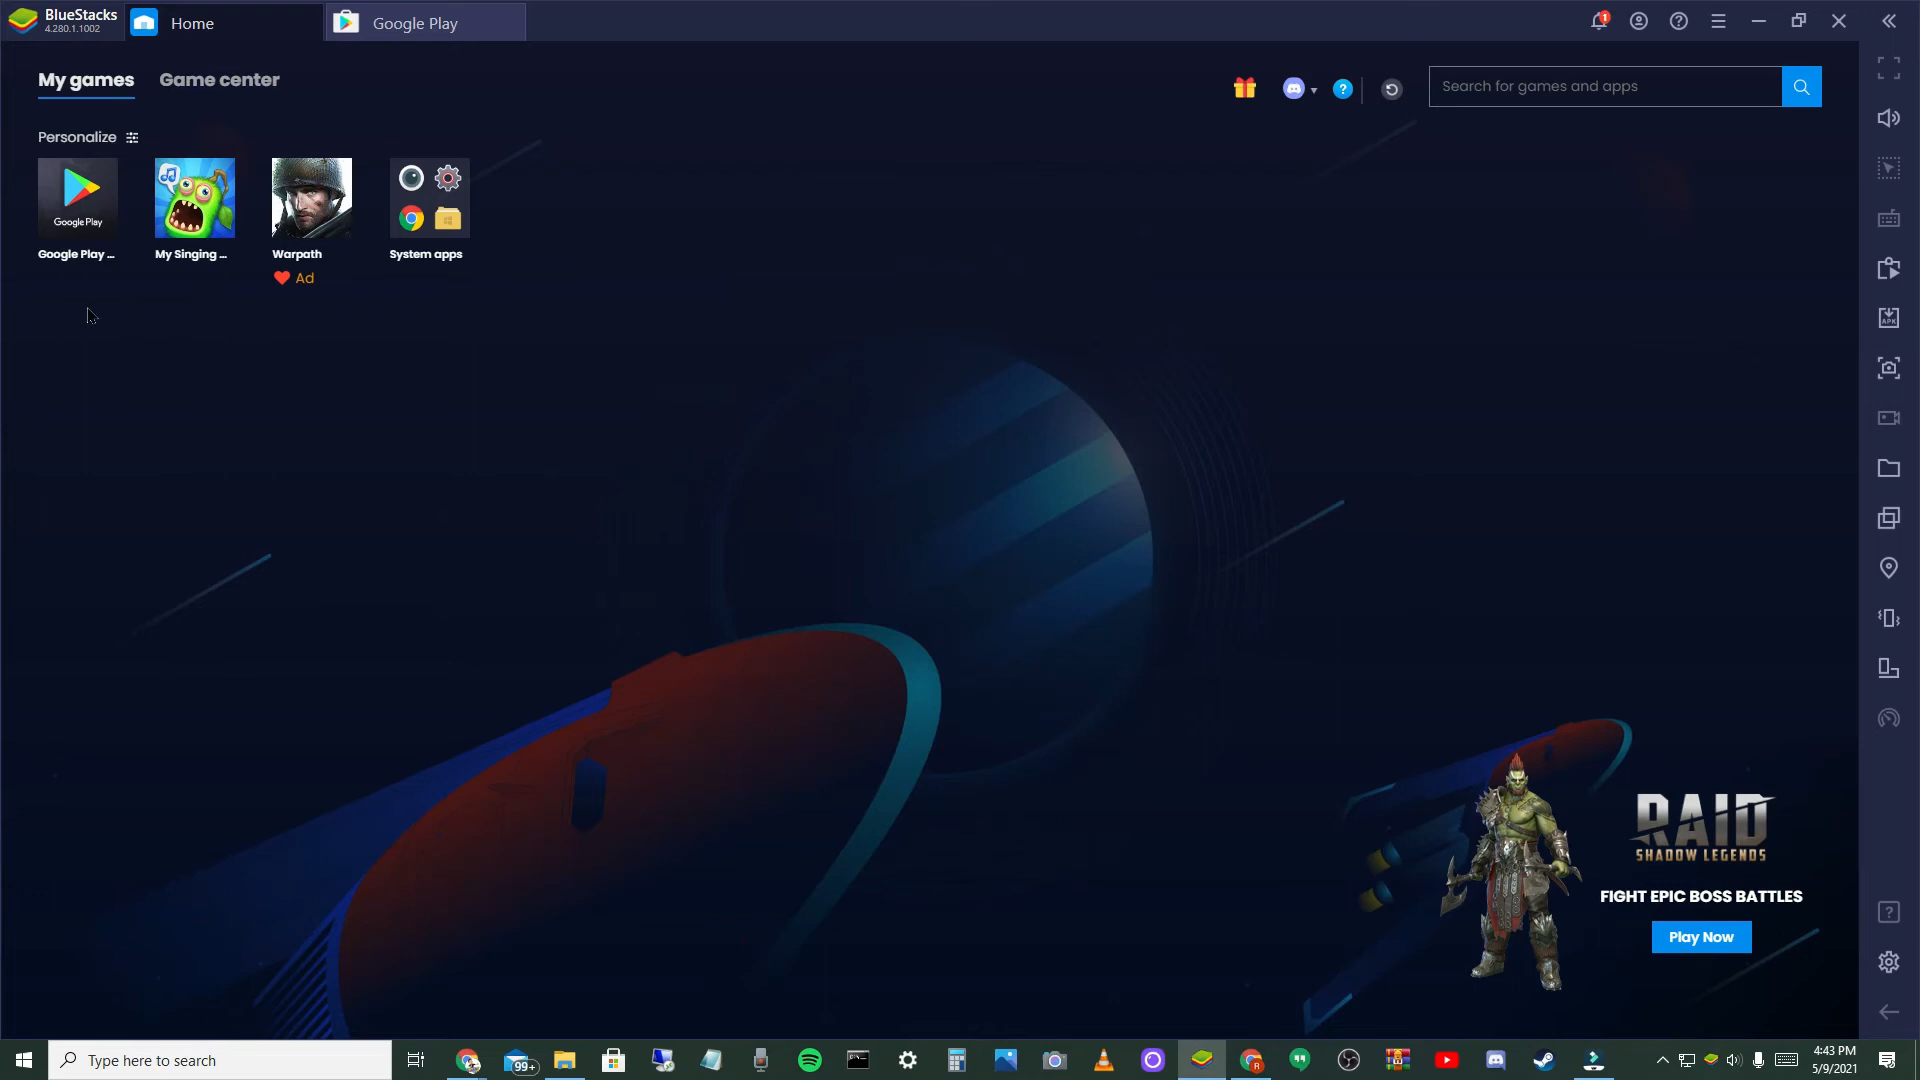 BlueStacks
4.280.1.1002
Home
Google Play
1
My games
Game center
Search for games and apps
Personalize
Google Play
Google Play ...
My Singing ...
Warpath
System apps
Ad
APK
RAID
SHADOW LEGENDS
FIGHT EPIC BOSS BATTLES
Play Now
Type here to search
99+
R
4:43 PM
5/9/2021